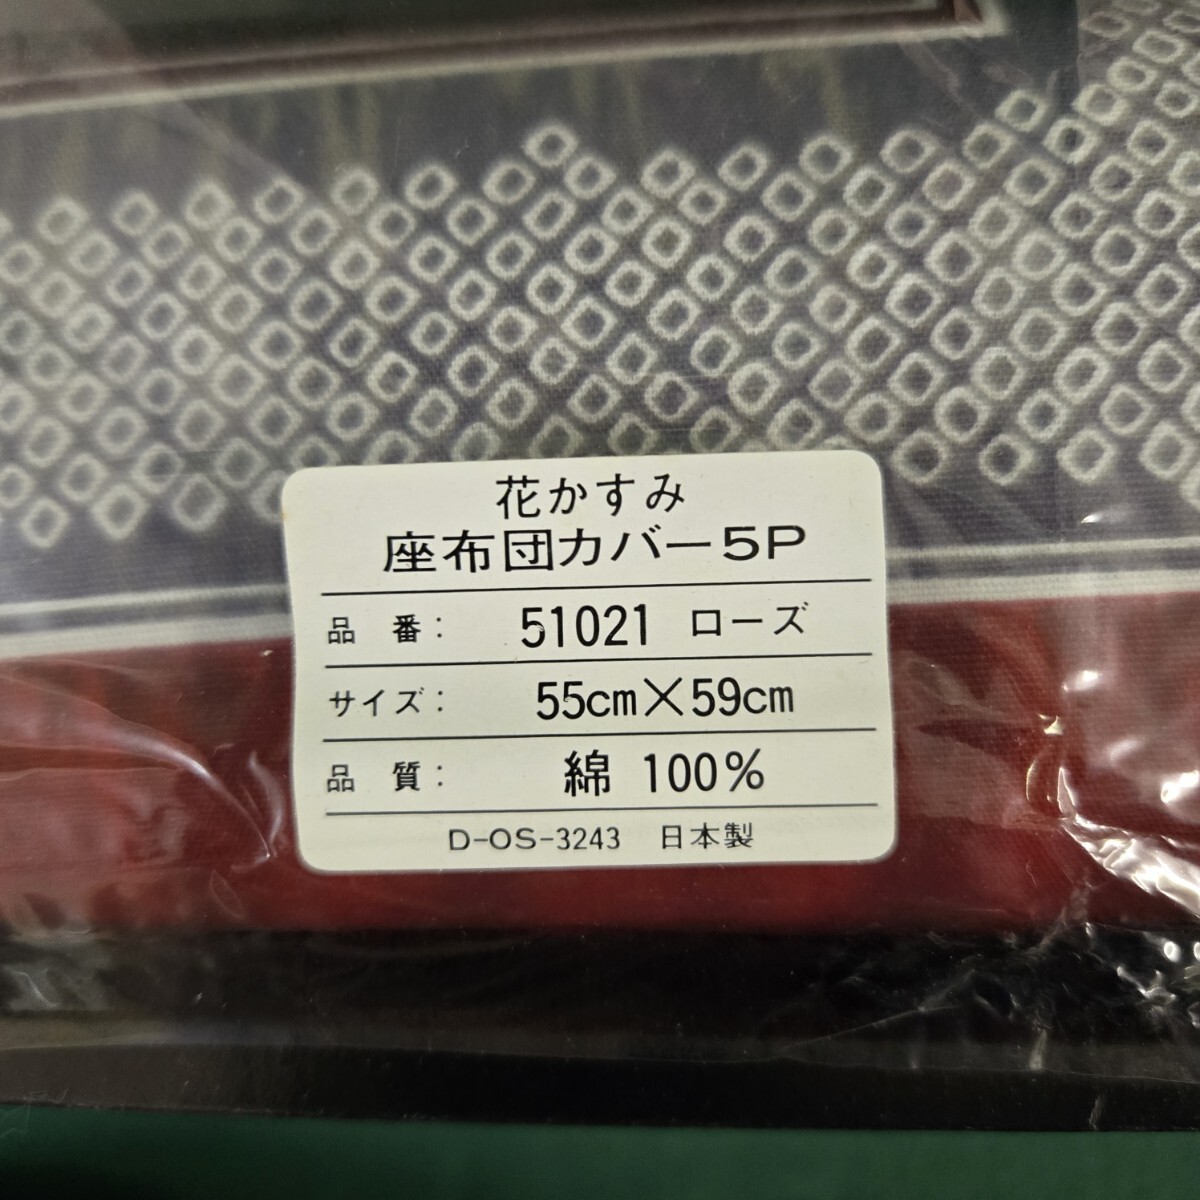 花かすみ
座布団カバー5P
品 番： 51021 ローズ
サイズ： 55cm×59cm
品 質： 綿 100%
D-OS-3243 日本製